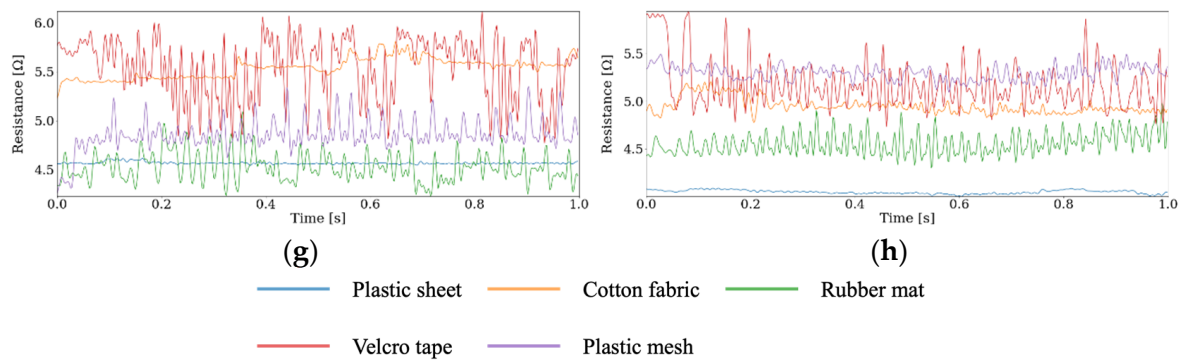 6.0
5.5
5.0
4.5
Resistance [Ω]
0.0 0.2 0.4 0.6 0.8 1.0
Time [s]
(g)
5.5
5.0
4.5
Resistance [Ω]
0.0 0.2 0.4 0.6 0.8 1.0
Time [s]
(h)
Plastic sheet Cotton fabric Rubber mat
Velcro tape Plastic mesh